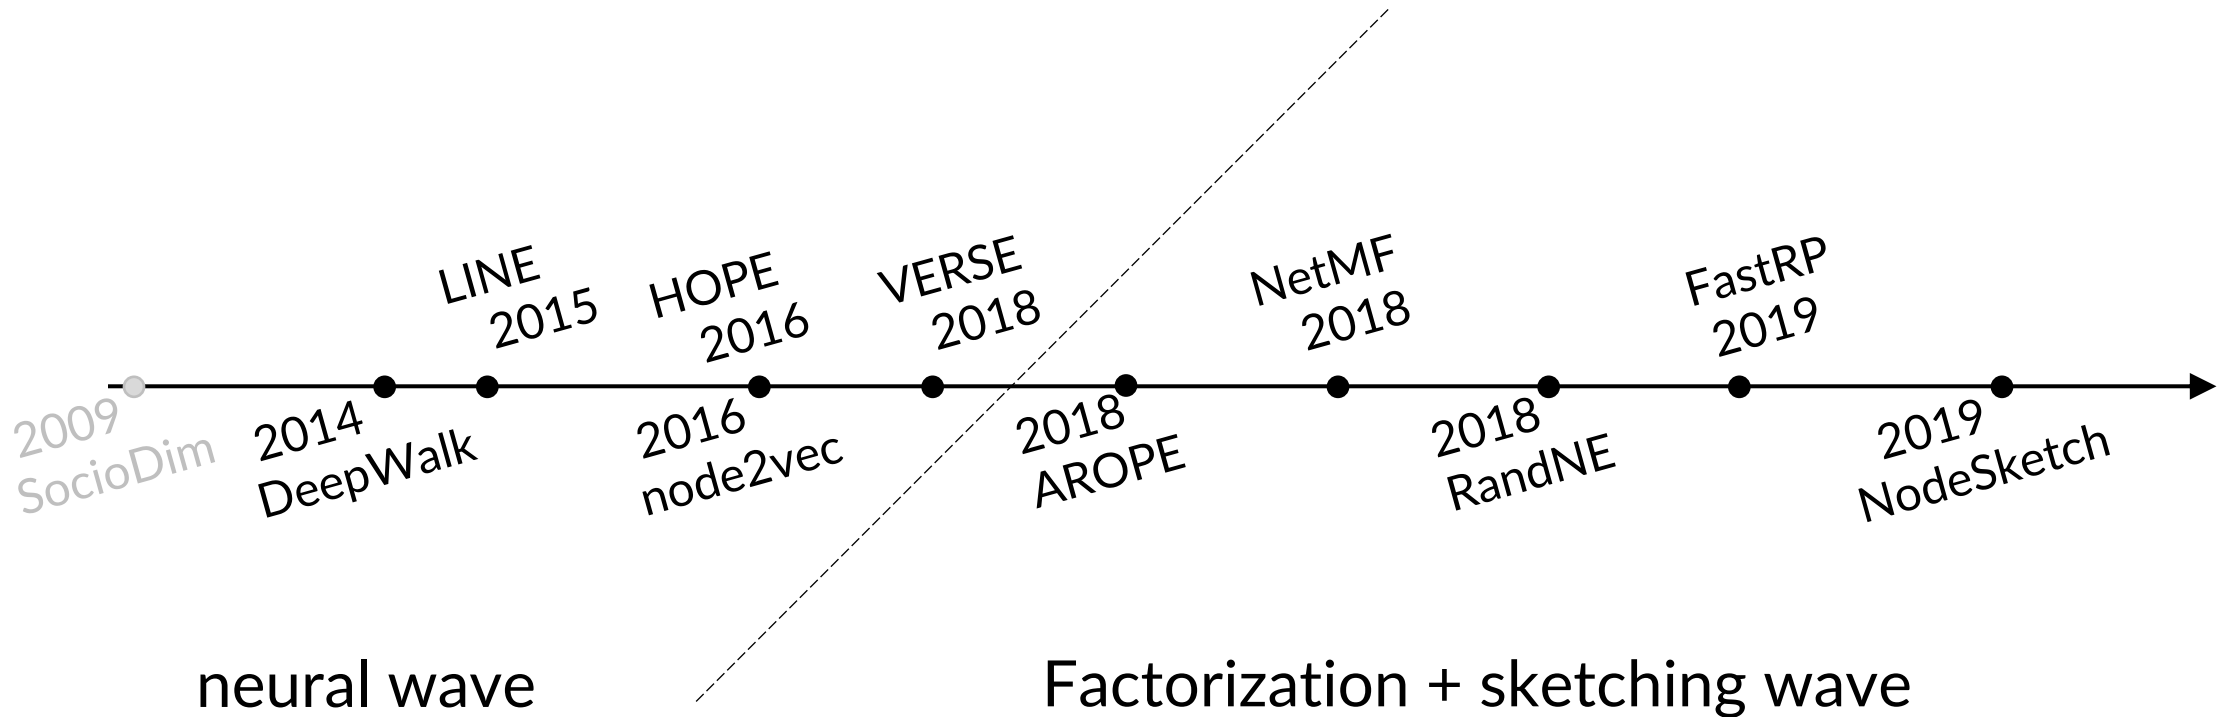 LINE
2015
HOPE
2016
VERSE
2018
NetMF
2018
FastRP
2019
2009
SocioDim
2014
DeepWalk
2016
node2vec
2018
AROPE
2018
RandNE
2019
NodeSketch
neural wave
Factorization + sketching wave